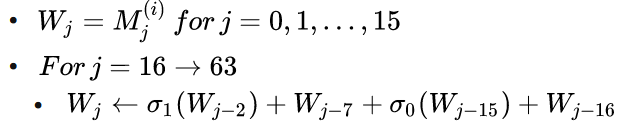 • W_j = M_j^{(i)} for j = 0, 1, . . . , 15
• For j = 16 → 63
• W_j ← σ_1(W_{j−2}) + W_{j−7} + σ_0(W_{j−15}) + W_{j−16}